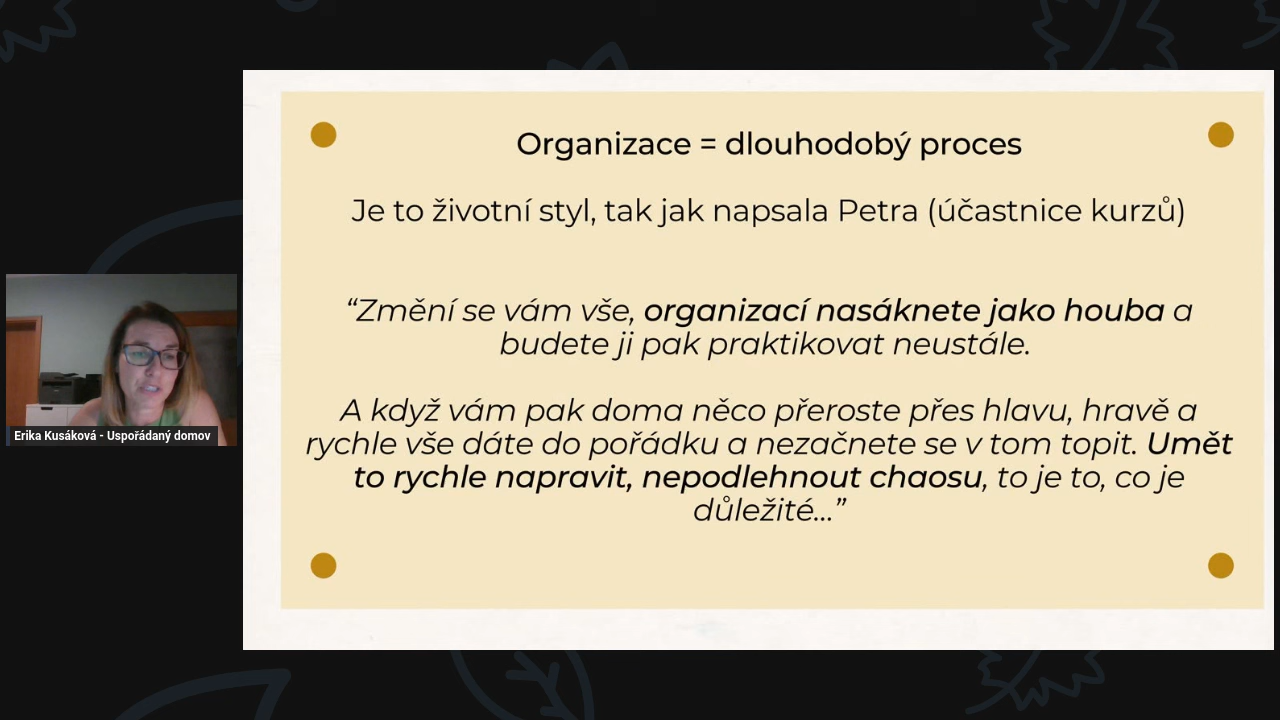 Organizace = dlouhodobý proces
Je to životní styl, tak jak napsala Petra (účastnice kurzů)
“Změní se vám vše, organizací nasáknete jako houba a
budete ji pak praktikovat neustále.
A když vám pak doma něco přeroste přes hlavu, hravě a
rychle vše dáte do pořádku a nezačnete se v tom topit. Umět
to rychle napravit, nepodlehnout chaosu, to je to, co je
důležité...”
Erika Kusáková - Uspořádaný domov